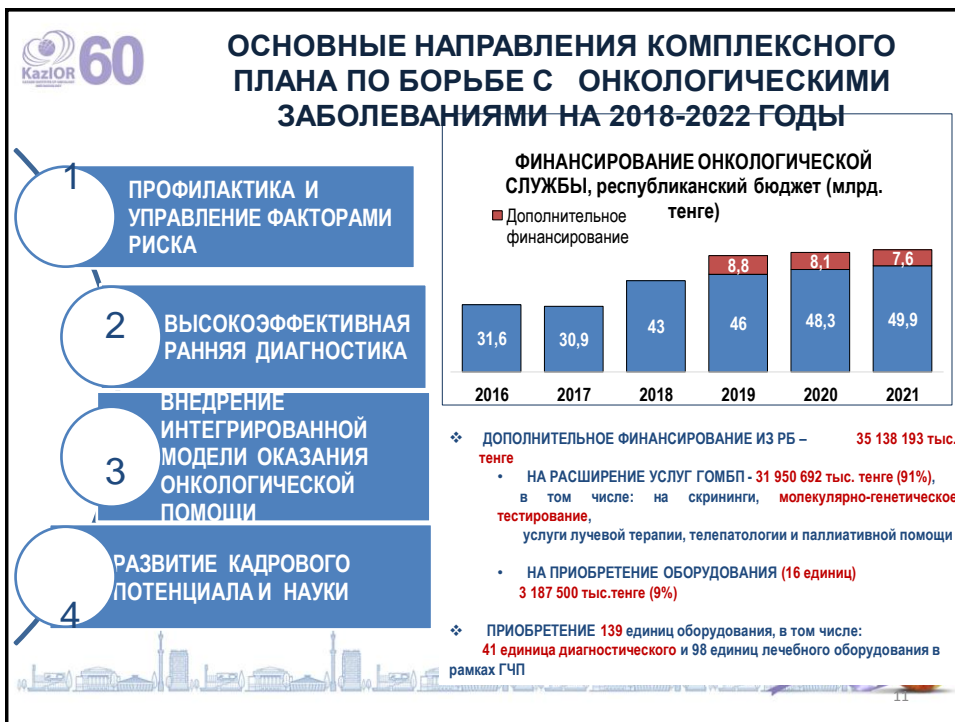 KazIOR 60
ОСНОВНЫЕ НАПРАВЛЕНИЯ КОМПЛЕКСНОГО
ПЛАНА ПО БОРЬБЕ С ОНКОЛОГИЧЕСКИМИ
ЗАБОЛЕВАНИЯМИ НА 2018-2022 ГОДЫ
1
ПРОФИЛАКТИКА И
УПРАВЛЕНИЕ ФАКТОРАМИ
РИСКА
2
ВЫСОКОЭФФЕКТИВНАЯ
РАННЯЯ ДИАГНОСТИКА
3
ВНЕДРЕНИЕ
ИНТЕГРИРОВАННОЙ
МОДЕЛИ ОКАЗАНИЯ
ОНКОЛОГИЧЕСКОЙ
ПОМОЩИ
4
РАЗВИТИЕ КАДРОВОГО
ПОТЕНЦИАЛА И НАУКИ
ФИНАНСИРОВАНИЕ ОНКОЛОГИЧЕСКОЙ
СЛУЖБЫ, республиканский бюджет (млрд.
тенге)
Дополнительное
финансирование
8,8 8,1 7,6
31,6 30,9 43 46 48,3 49,9
2016 2017 2018 2019 2020 2021
❖ ДОПОЛНИТЕЛЬНОЕ ФИНАНСИРОВАНИЕ ИЗ РБ – 35 138 193 тыс.
тенге
• НА РАСШИРЕНИЕ УСЛУГ ГОМБП - 31 950 692 тыс. тенге (91%),
в том числе: на скрининги, молекулярно-генетическое
тестирование,
услуги лучевой терапии, телепатологии и паллиативной помощи
• НА ПРИОБРЕТЕНИЕ ОБОРУДОВАНИЯ (16 единиц)
3 187 500 тыс.тенге (9%)
❖ ПРИОБРЕТЕНИЕ 139 единиц оборудования, в том числе:
41 единица диагностического и 98 единиц лечебного оборудования в
рамках ГЧП
11